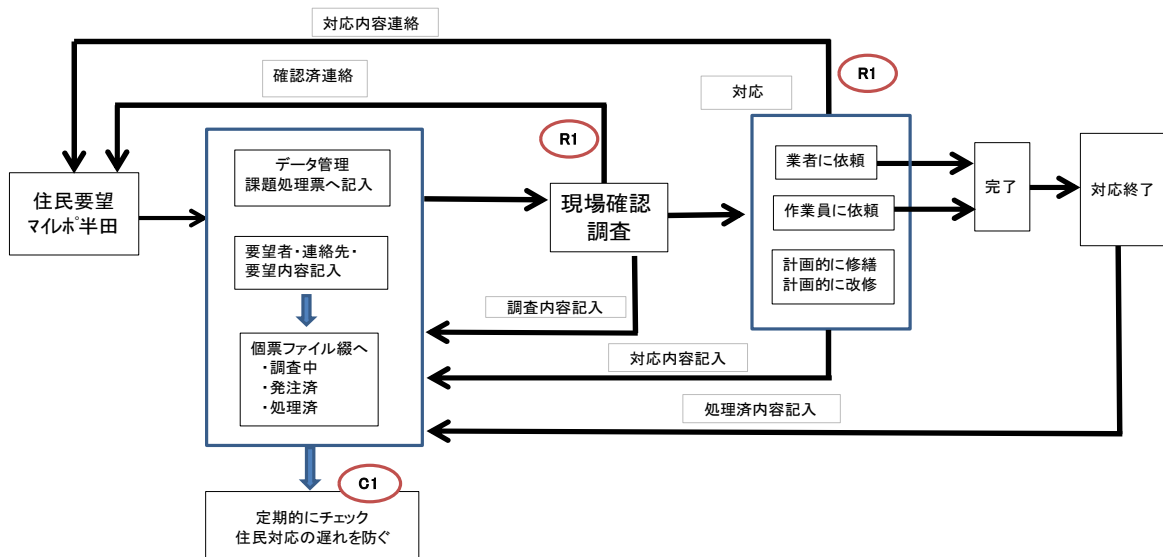 対応内容連絡
確認済連絡
R1
対応
R1
データ管理
課題処理票へ記入
業者に依頼
住民要望
マイレポ半田
現場確認
調査
完了
対応終了
作業員に依頼
要望者・連絡先・
要望内容記入
計画的に修繕
計画的に改修
調査内容記入
個票ファイル綴へ
・調査中
・発注済
・処理済
対応内容記入
処理済内容記入
C1
定期的にチェック
住民対応の遅れを防ぐ